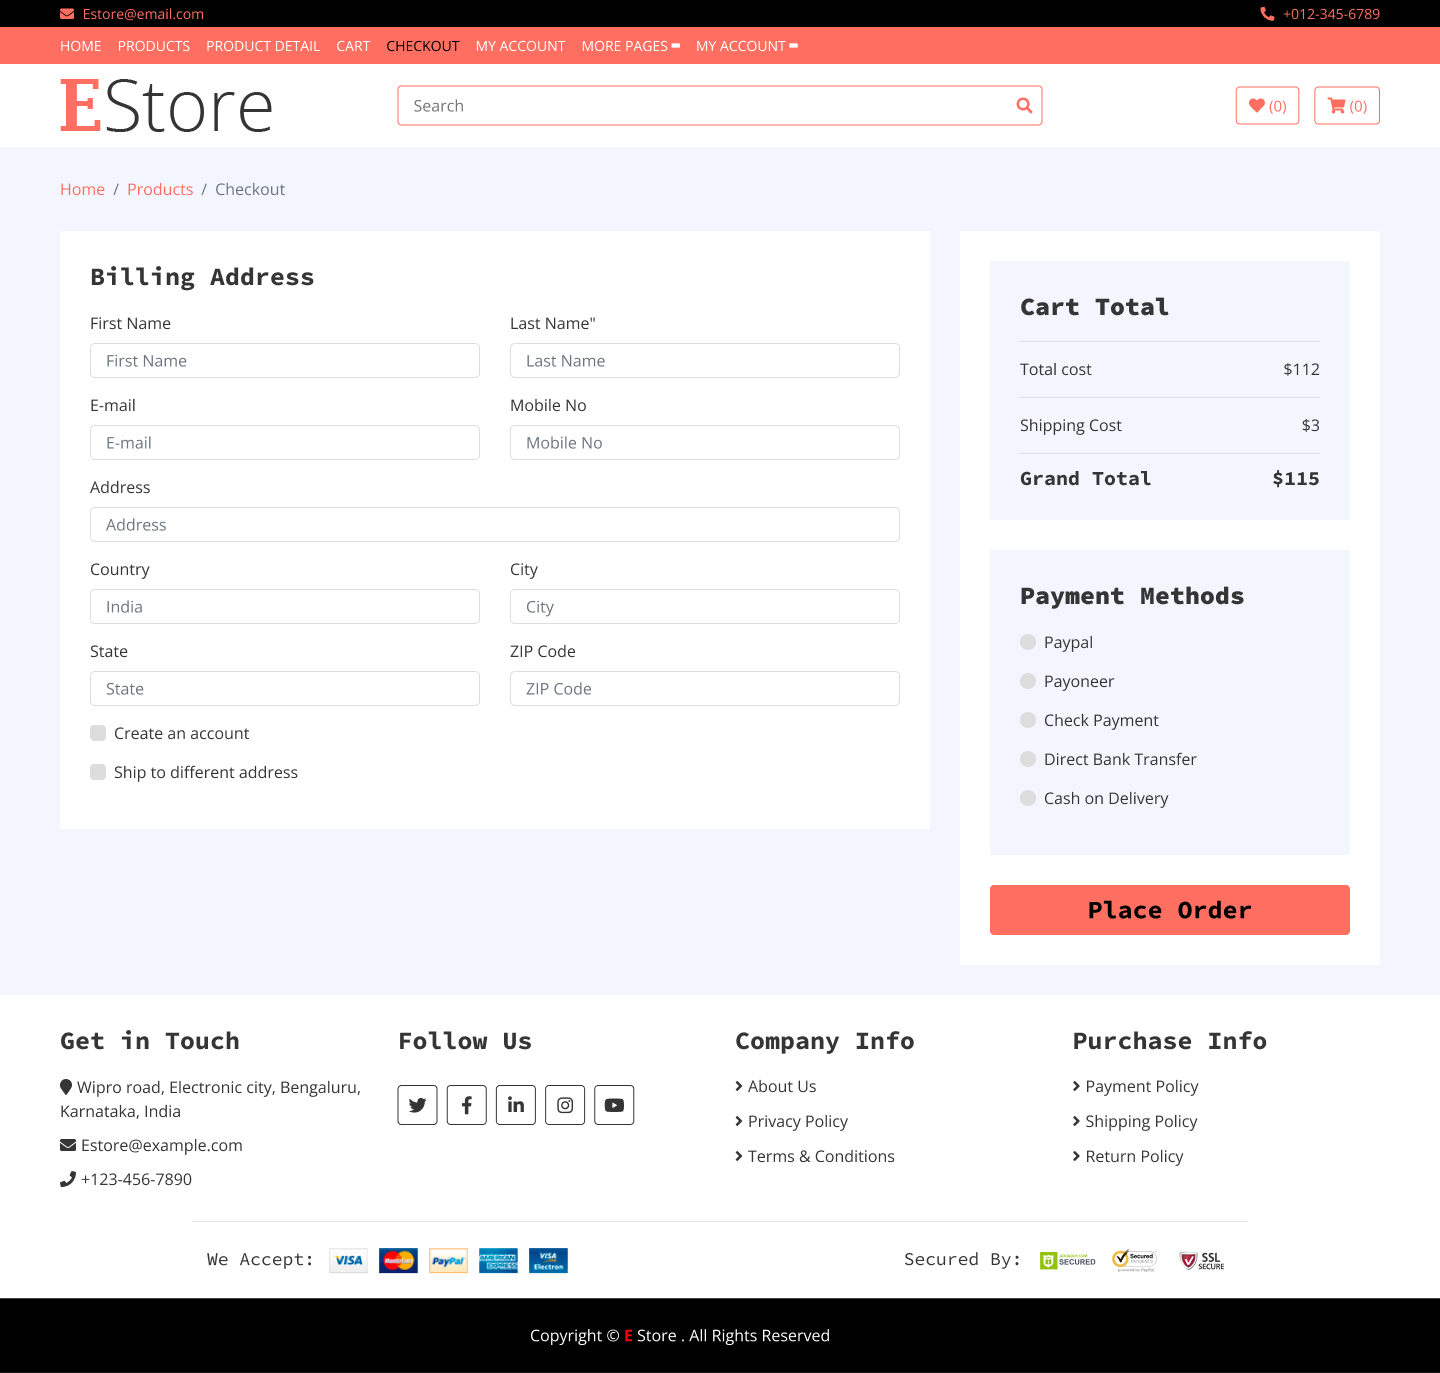 Estore@email.com
+012-345-6789
HOME PRODUCTS PRODUCT DETAIL CART CHECKOUT MY ACCOUNT MORE PAGES MY ACCOUNT
EStore
Search
(0)
(0)
Home / Products / Checkout
Billing Address
First Name
Last Name"
First Name
Last Name
E-mail
Mobile No
E-mail
Mobile No
Address
Address
Country
City
India
City
State
ZIP Code
State
ZIP Code
Create an account
Ship to different address
Cart Total
Total cost $112
Shipping Cost $3
Grand Total $115
Payment Methods
Paypal
Payoneer
Check Payment
Direct Bank Transfer
Cash on Delivery
Place Order
Get in Touch
Wipro road, Electronic city, Bengaluru,
Karnataka, India
Estore@example.com
+123-456-7890
Follow Us
Company Info
About Us
Privacy Policy
Terms & Conditions
Purchase Info
Payment Policy
Shipping Policy
Return Policy
We Accept:
VISA
MasterCard
PayPal
AMERICAN EXPRESS
VISA
Electron
Secured By:
SECURED
Secured
SSL
SECURE
Copyright © E Store . All Rights Reserved